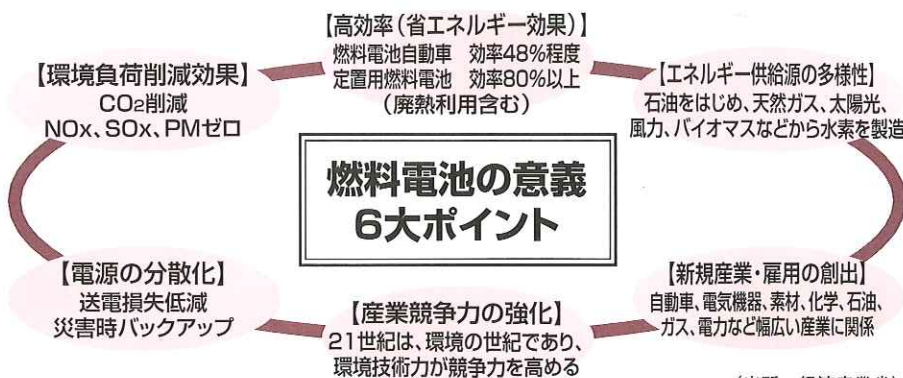 【高効率(省エネルギー効果)】
燃料電池自動車 効率48%程度
定置用燃料電池 効率80%以上
(廃熱利用含む)
【環境負荷削減効果】
CO2削減
NOx、SOx、PMゼロ
【エネルギー供給源の多様性】
石油をはじめ、天然ガス、太陽光、
風力、バイオマスなどから水素を製造
燃料電池の意義
6大ポイント
【電源の分散化】
送電損失低減
災害時バックアップ
【産業競争力の強化】
21世紀は、環境の世紀であり、
環境技術力が競争力を高める
【新規産業・雇用の創出】
自動車、電気機器、素材、化学、石油、
ガス、電力など幅広い産業に関係